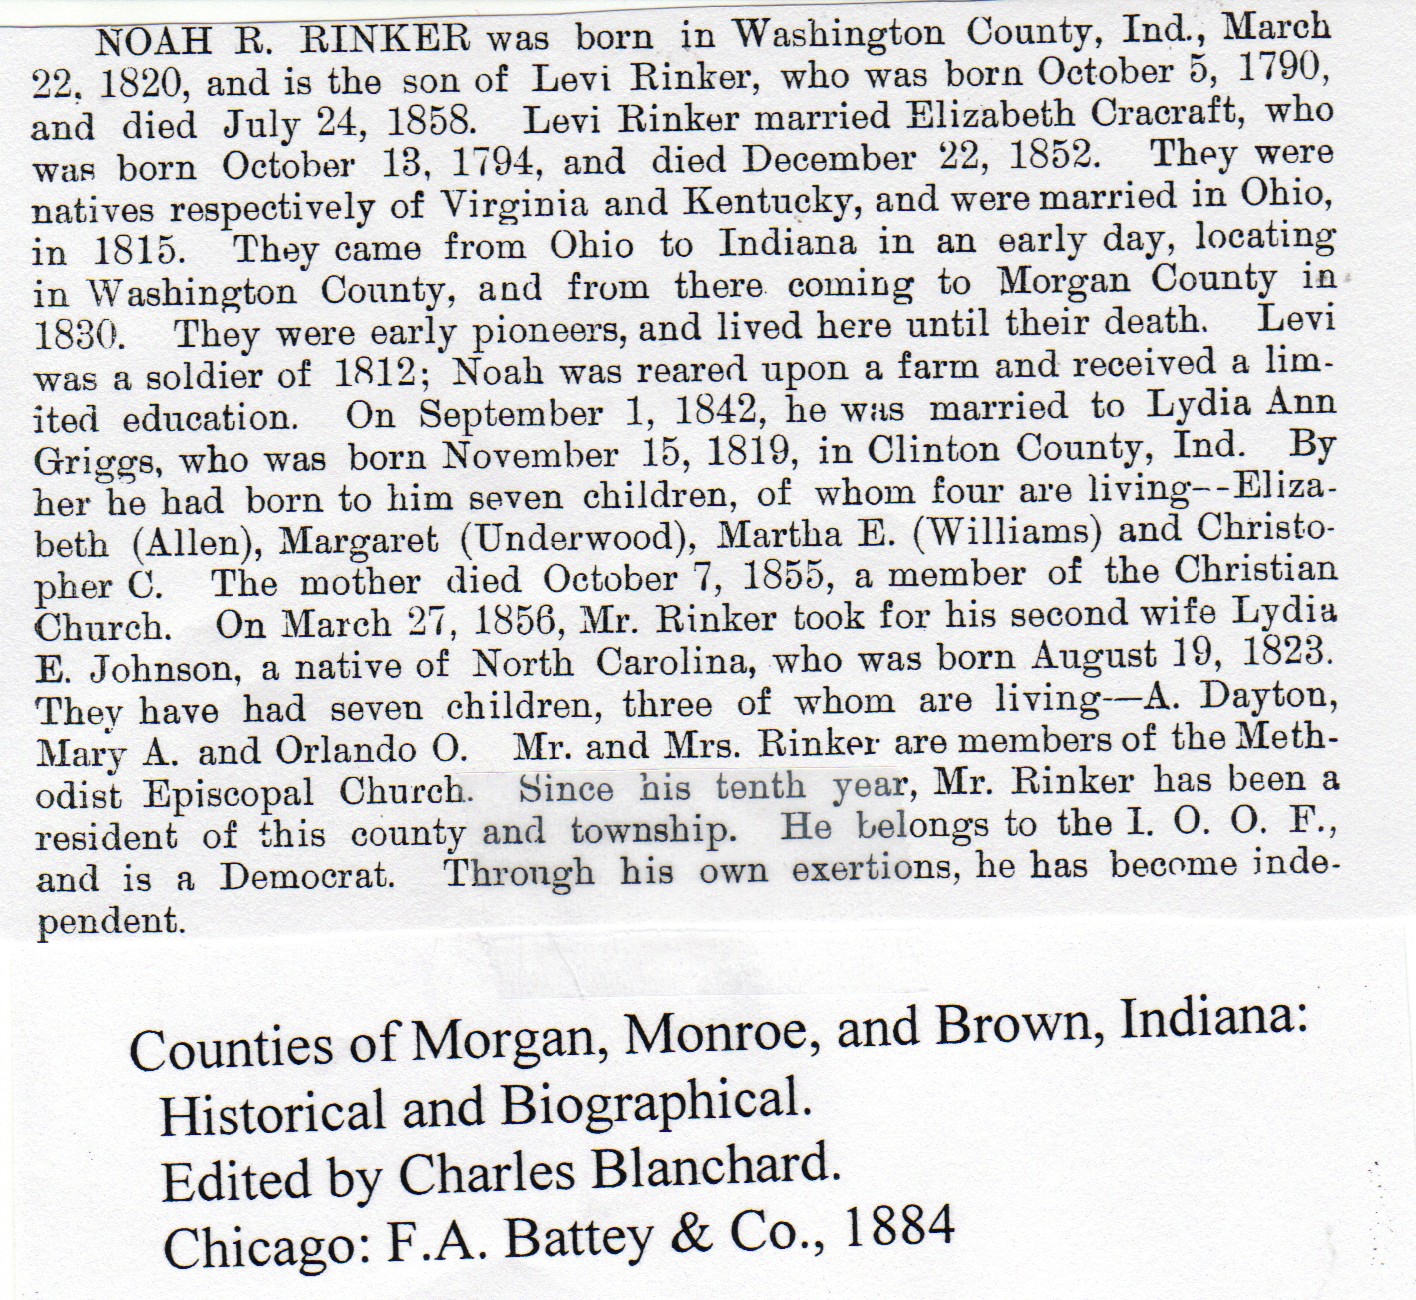 NOAH R. RINKER was born in Washington County, Ind., March
22, 1820, and is the son of Levi Rinker, who was born October 5, 1790,
and died July 24, 1858. Levi Rinker married Elizabeth Cracraft, who
was born October 13, 1794, and died December 22, 1852. They were
natives respectively of Virginia and Kentucky, and were married in Ohio,
in 1815. They came from Ohio to Indiana in an early day, locating
in Washington County, and from there coming to Morgan County in
1830. They were early pioneers, and lived here until their death. Levi
was a soldier of 1812; Noah was reared upon a farm and received a lim-
ited education. On September 1, 1842, he was married to Lydia Ann
Griggs, who was born November 15, 1819, in Clinton County, Ind. By
her he had born to him seven children, of whom four are living--Eliza-
beth (Allen), Margaret (Underwood), Martha E. (Williams) and Christo-
pher C. The mother died October 7, 1855, a member of the Christian
Church. On March 27, 1856, Mr. Rinker took for his second wife Lydia
E. Johnson, a native of North Carolina, who was born August 19, 1823.
They have had seven children, three of whom are living—A. Dayton,
Mary A. and Orlando O. Mr. and Mrs. Rinker are members of the Meth-
odist Episcopal Church. Since his tenth year, Mr. Rinker has been a
resident of this county and township. He belongs to the I. O. O. F.,
and is a Democrat. Through his own exertions, he has become inde-
pendent.
Counties of Morgan, Monroe, and Brown, Indiana:
Historical and Biographical.
Edited by Charles Blanchard.
Chicago: F.A. Battey & Co., 1884